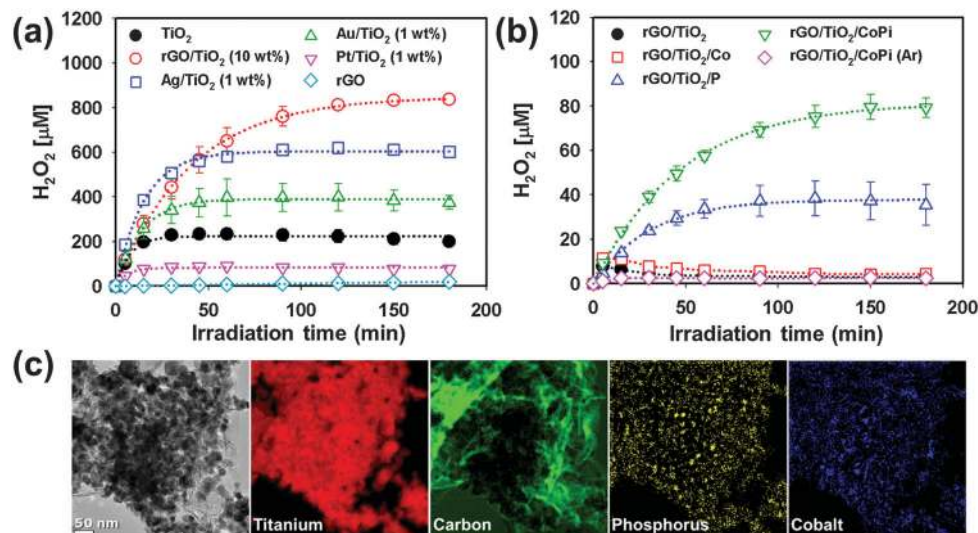 (a)
H₂O₂ [μM]
1200
1000
800
600
400
200
0
TiO₂
rGO/TiO₂ (10 wt%)
Ag/TiO₂ (1 wt%)
Au/TiO₂ (1 wt%)
Pt/TiO₂ (1 wt%)
rGO
0 50 100 150 200
Irradiation time (min)
(b)
H₂O₂ [μM]
120
100
80
60
40
20
0
rGO/TiO₂
rGO/TiO₂/Co
rGO/TiO₂/P
rGO/TiO₂/CoPi
rGO/TiO₂/CoPi (Ar)
0 50 100 150 200
Irradiation time (min)
(c)
50 nm
Titanium
Carbon
Phosphorus
Cobalt